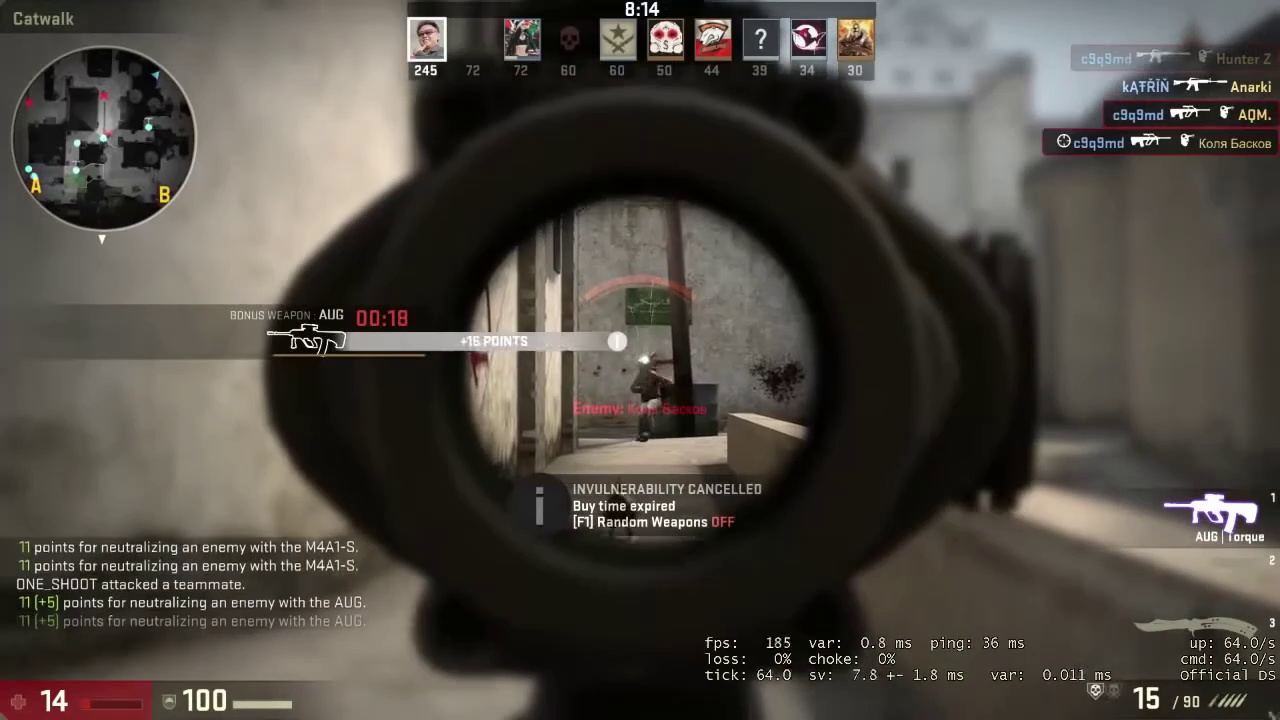 Catwalk
8:14
?
245 72 72 60 60 50 44 39 34 30
c9q9md Hunter Z
kĄŦŘĪŇ Anarki
c9q9md AQM.
c9q9md Коля Басков
A
B
BONUS WEAPON : AUG 00:18
+15 POINTS
Enemy: Коля Басков
INVULNERABILITY CANCELLED
Buy time expired
[F1] Random Weapons OFF
1
AUG | Torque
2
3
11 points for neutralizing an enemy with the M4A1-S.
11 points for neutralizing an enemy with the M4A1-S.
ONE_SHOOT attacked a teammate.
11 (+5) points for neutralizing an enemy with the AUG.
11 (+5) points for neutralizing an enemy with the AUG.
fps: 185 var: 0.8 ms ping: 36 ms
loss: 0% choke: 0%
tick: 64.0 sv: 7.8 +- 1.8 ms var: 0.011 ms
up: 64.0/s
cmd: 64.0/s
Official DS
14
100
15 / 90